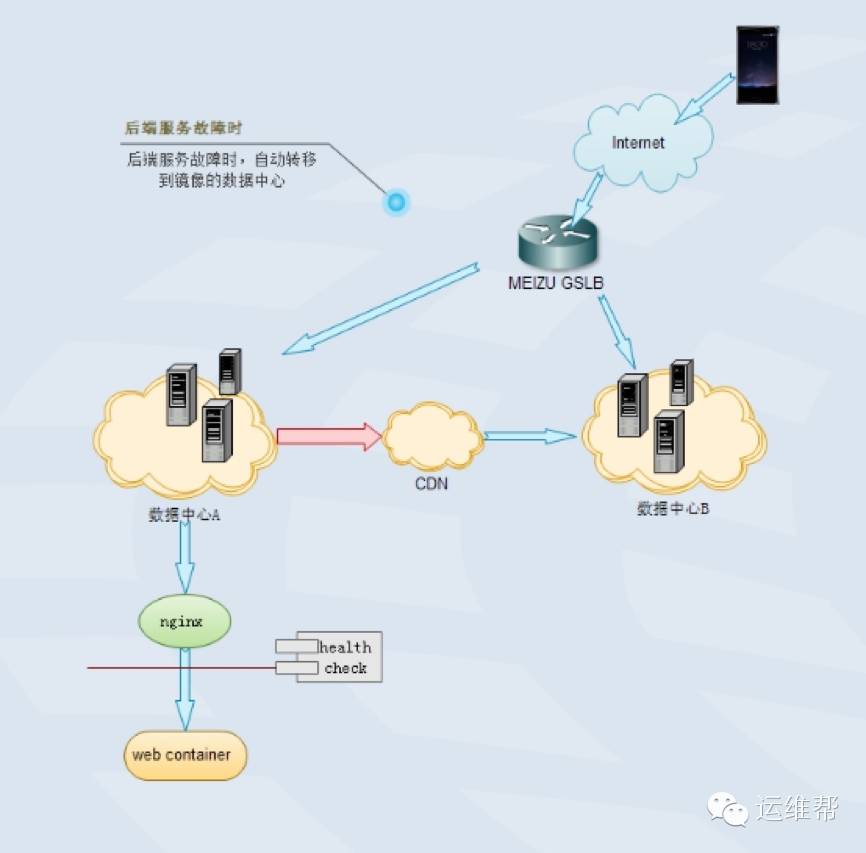 Internet
后端服务故障时
后端服务故障时，自动转移
到镜像的数据中心
MEIZU GSLB
CDN
数据中心A
数据中心B
nginx
health
check
web container
运维帮